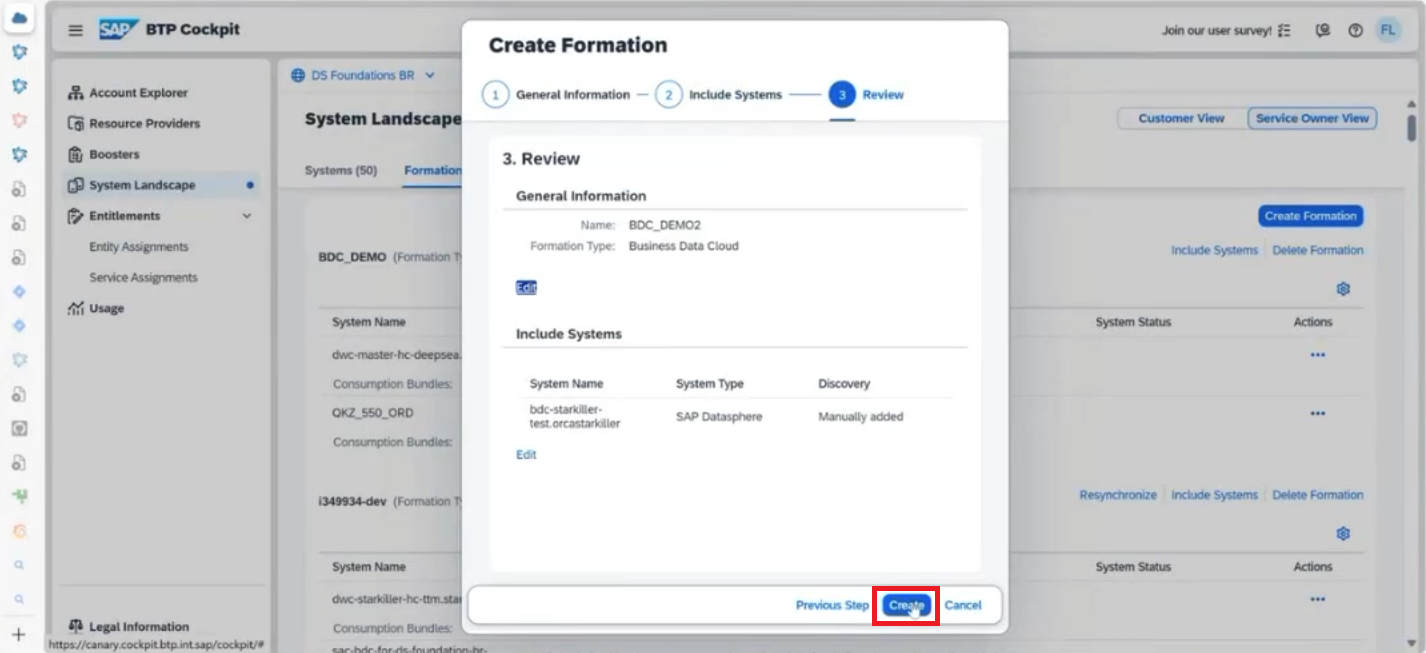 SAP BTP Cockpit
Join our user survey!
FL
Account Explorer
Resource Providers
Boosters
System Landscape
Entitlements
Entity Assignments
Service Assignments
Usage
Legal Information
https://canary.cockpit.btp.int.sap/cockpit/#
DS Foundations BR
System Landscape
Customer View
Service Owner View
Systems (50)
Formation
Create Formation
BDC_DEMO (Formation
Include Systems
Delete Formation
System Name
System Status
Actions
dwc-master-hc-deepsea.
Consumption Bundles:
QKZ_550_ORD
Consumption Bundles:
i349934-dev (Formation
Resynchronize
Include Systems
Delete Formation
System Name
System Status
Actions
dwc-starkiller-hc-ttm.star
Consumption Bundles:
sac-bdc-for-ds-foundation-br-
Create Formation
1 General Information
2 Include Systems
3 Review
3. Review
General Information
Name: BDC_DEMO2
Formation Type: Business Data Cloud
Edit
Include Systems
System Name System Type Discovery
bdc-starkiller-
test.orcastarkiller
SAP Datasphere
Manually added
Edit
Previous Step
Create
Cancel